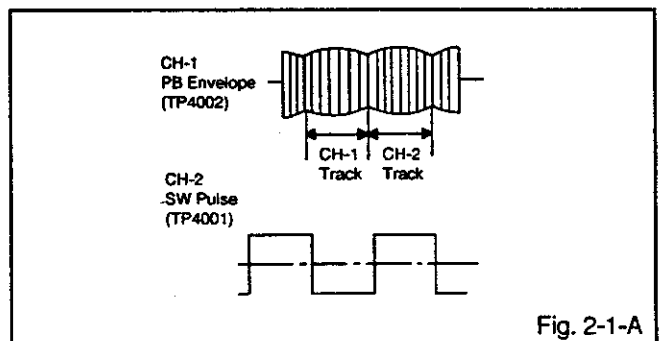 CH-1
PB Envelope
(TP4002)
CH-1
Track
CH-2
Track
CH-2
SW Pulse
(TP4001)
Fig. 2-1-A